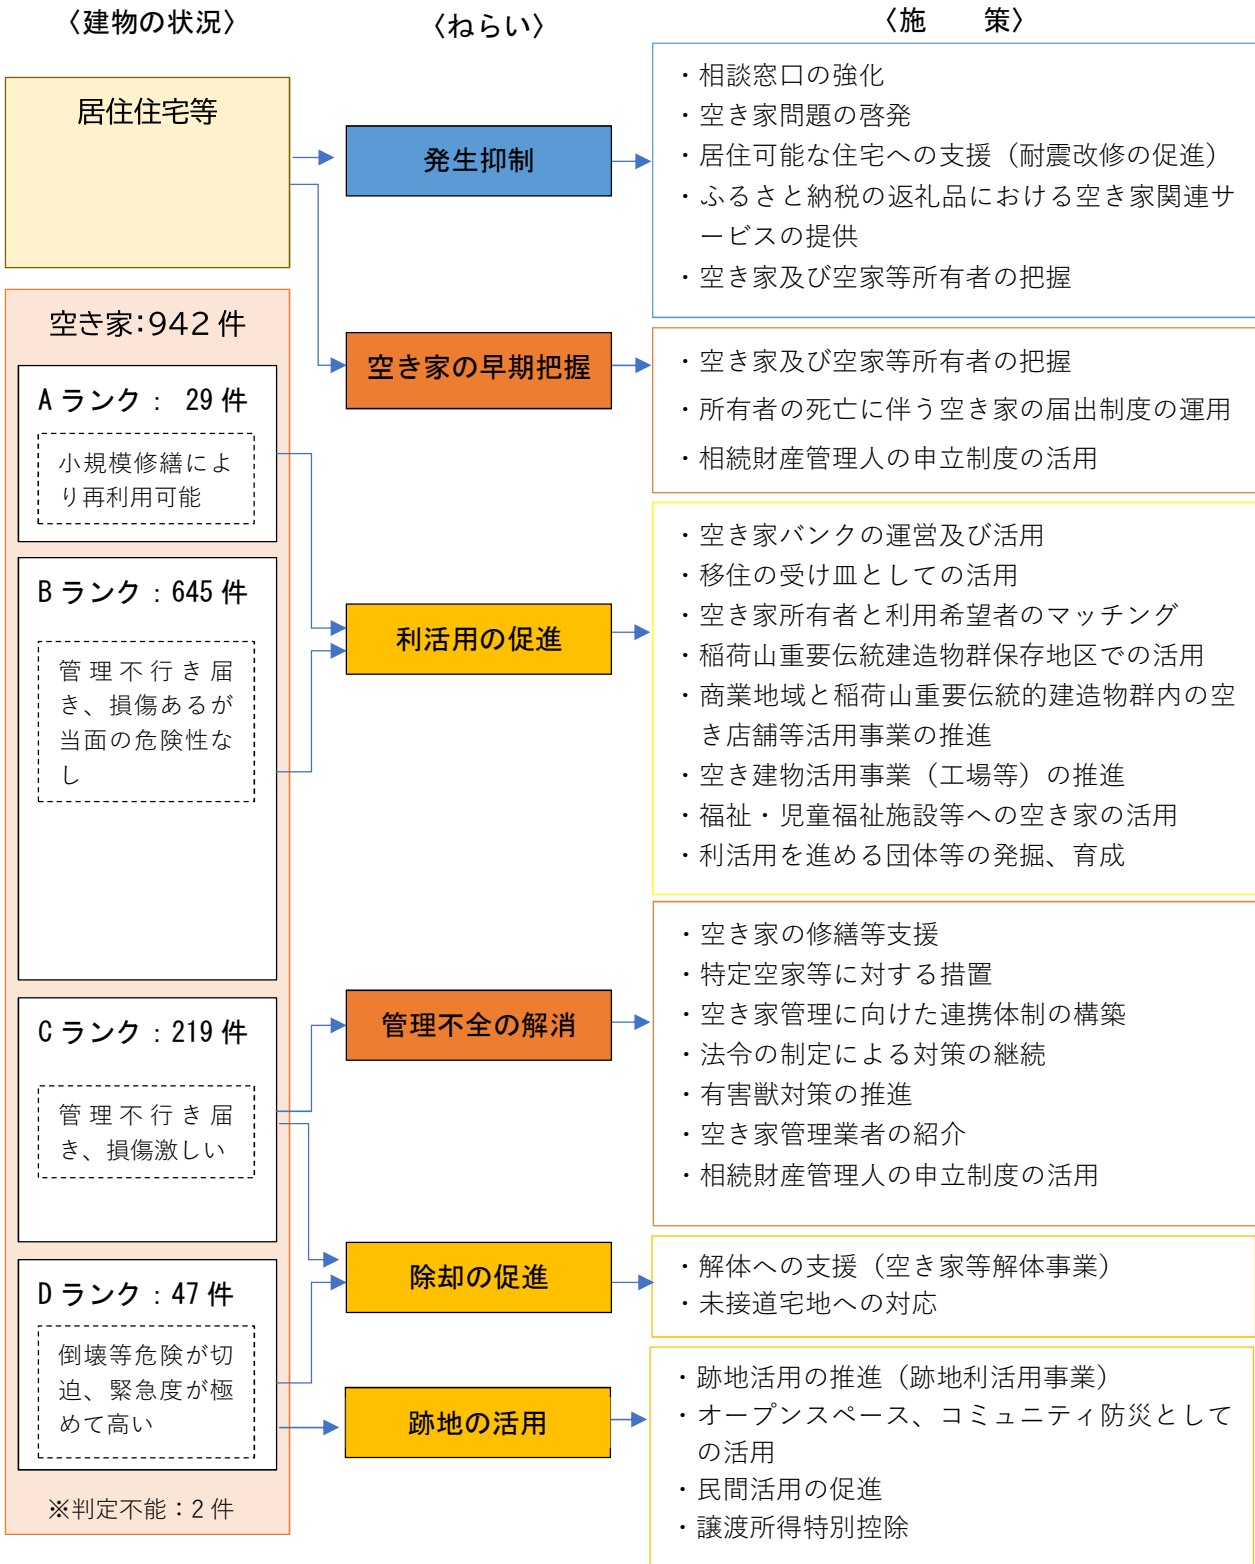 〈建物の状況〉
〈ねらい〉
〈施　　策〉
居住住宅等
発生抑制
・相談窓口の強化
・空き家問題の啓発
・居住可能な住宅への支援（耐震改修の促進）
・ふるさと納税の返礼品における空き家関連サ
ービスの提供
・空き家及び空家等所有者の把握
空き家：942 件
空き家の早期把握
・空き家及び空家等所有者の把握
・所有者の死亡に伴う空き家の届出制度の運用
・相続財産管理人の申立制度の活用
A ランク： 29 件
小規模修繕によ
り再利用可能
B ランク：645 件
管理不行き届
き、損傷あるが
当面の危険性な
し
利活用の促進
・空き家バンクの運営及び活用
・移住の受け皿としての活用
・空き家所有者と利用希望者のマッチング
・稲荷山重要伝統建造物群保存地区での活用
・商業地域と稲荷山重要伝統的建造物群内の空
き店舗等活用事業の推進
・空き建物活用事業（工場等）の推進
・福祉・児童福祉施設等への空き家の活用
・利活用を進める団体等の発掘、育成
C ランク：219 件
管理不行き届
き、損傷激しい
管理不全の解消
・空き家の修繕等支援
・特定空家等に対する措置
・空き家管理に向けた連携体制の構築
・法令の制定による対策の継続
・有害獣対策の推進
・空き家管理業者の紹介
・相続財産管理人の申立制度の活用
D ランク：47 件
倒壊等危険が切
迫、緊急度が極
めて高い
除却の促進
・解体への支援（空き家等解体事業）
・未接道宅地への対応
跡地の活用
・跡地活用の推進（跡地利活用事業）
・オープンスペース、コミュニティ防災として
の活用
・民間活用の促進
・譲渡所得特別控除
※判定不能：2 件